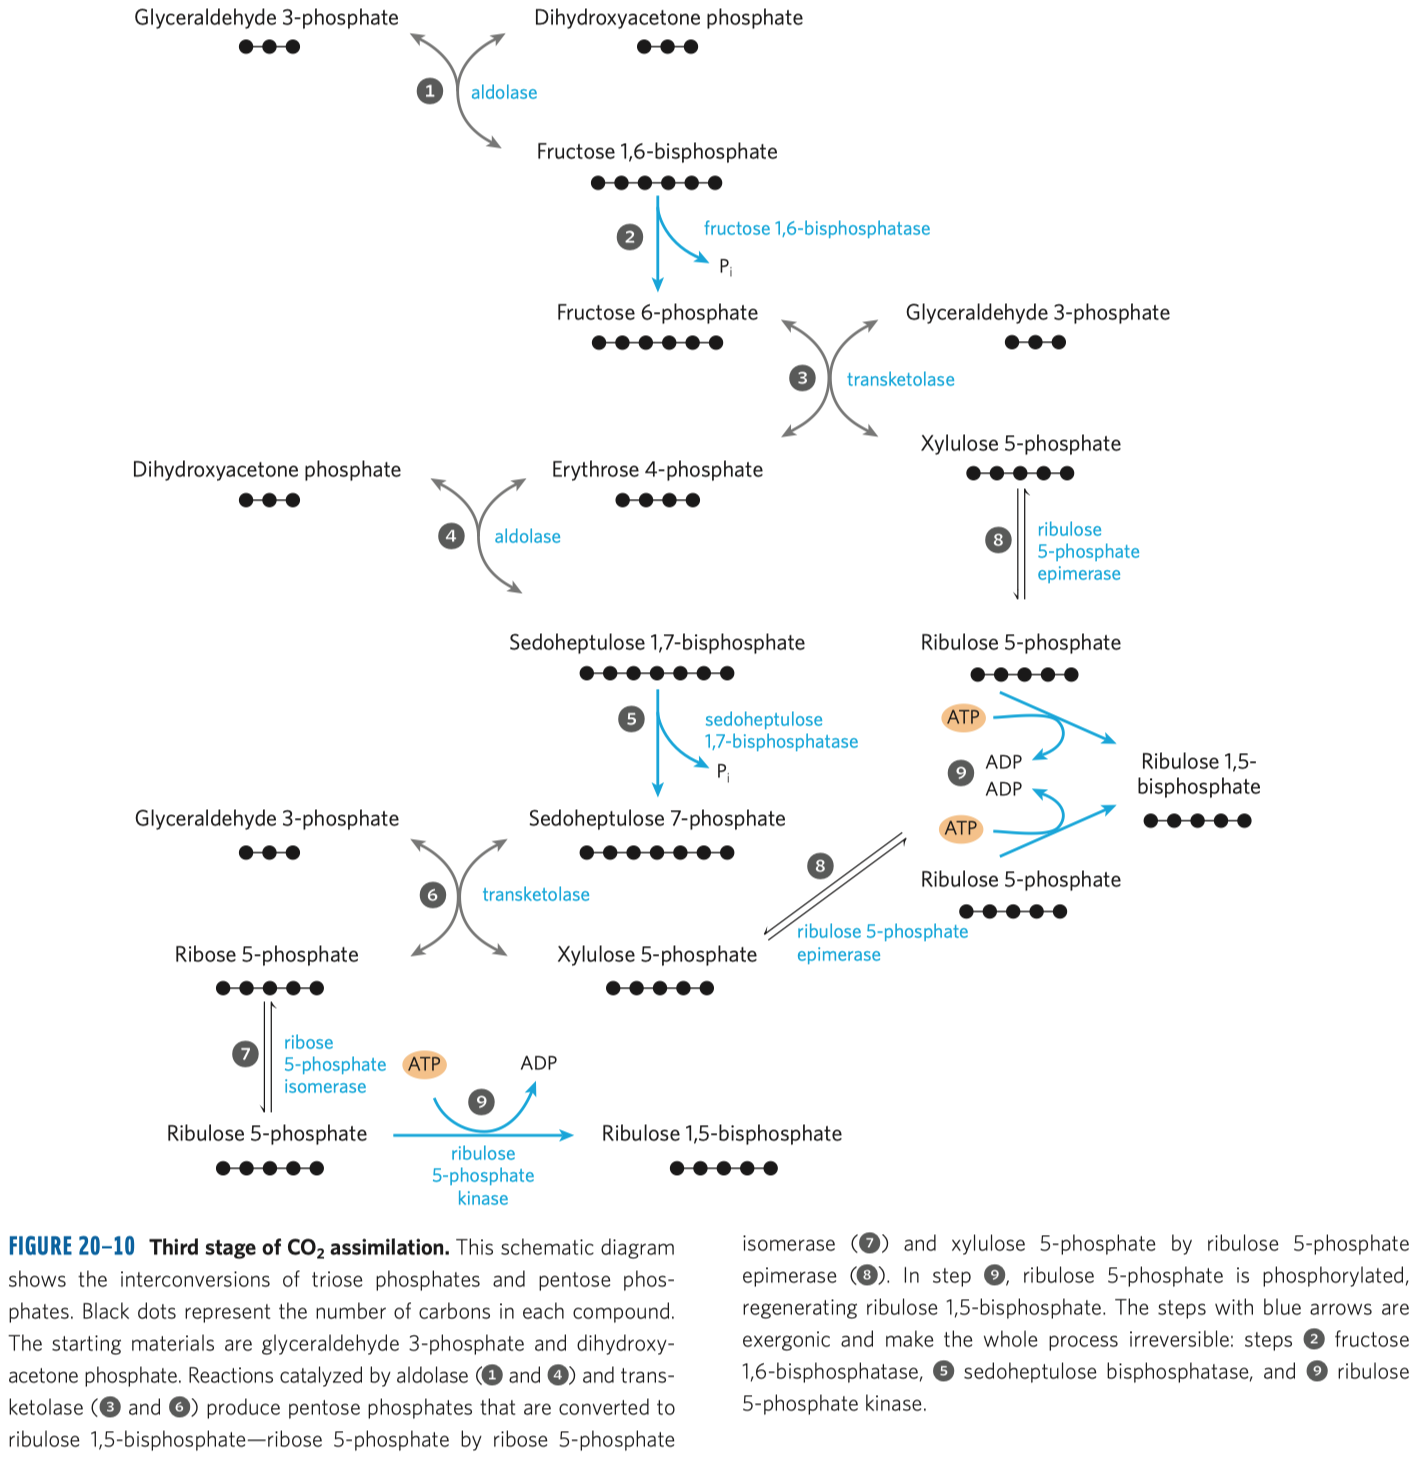 Glyceraldehyde 3-phosphate
Dihydroxyacetone phosphate
1
aldolase
Fructose 1,6-bisphosphate
2
fructose 1,6-bisphosphatase
Pi
Fructose 6-phosphate
Glyceraldehyde 3-phosphate
3
transketolase
Xylulose 5-phosphate
Dihydroxyacetone phosphate
Erythrose 4-phosphate
4
aldolase
8
ribulose
5-phosphate
epimerase
Sedoheptulose 1,7-bisphosphate
Ribulose 5-phosphate
5
sedoheptulose
1,7-bisphosphatase
Pi
ATP
ADP
9
ADP
ATP
Ribulose 1,5-
bisphosphate
Glyceraldehyde 3-phosphate
Sedoheptulose 7-phosphate
6
transketolase
8
Ribulose 5-phosphate
ribulose 5-phosphate
epimerase
Ribose 5-phosphate
Xylulose 5-phosphate
7
ribose
5-phosphate
isomerase
ATP
ADP
9
Ribulose 5-phosphate
Ribulose 1,5-bisphosphate
ribulose
5-phosphate
kinase
FIGURE 20–10 Third stage of CO₂ assimilation. This schematic diagram
shows the interconversions of triose phosphates and pentose phos-
phates. Black dots represent the number of carbons in each compound.
The starting materials are glyceraldehyde 3-phosphate and dihydroxy-
acetone phosphate. Reactions catalyzed by aldolase (1 and 4) and trans-
ketolase (3 and 6) produce pentose phosphates that are converted to
ribulose 1,5-bisphosphate—ribose 5-phosphate by ribose 5-phosphate
isomerase (7) and xylulose 5-phosphate by ribulose 5-phosphate
epimerase (8). In step 9, ribulose 5-phosphate is phosphorylated,
regenerating ribulose 1,5-bisphosphate. The steps with blue arrows are
exergonic and make the whole process irreversible: steps 2 fructose
1,6-bisphosphatase, 5 sedoheptulose bisphosphatase, and 9 ribulose
5-phosphate kinase.